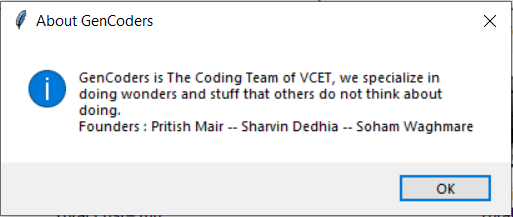 About GenCoders
GenCoders is The Coding Team of VCET, we specialize in
doing wonders and stuff that others do not think about
doing.
Founders : Pritish Mair -- Sharvin Dedhia -- Soham Waghmare
OK